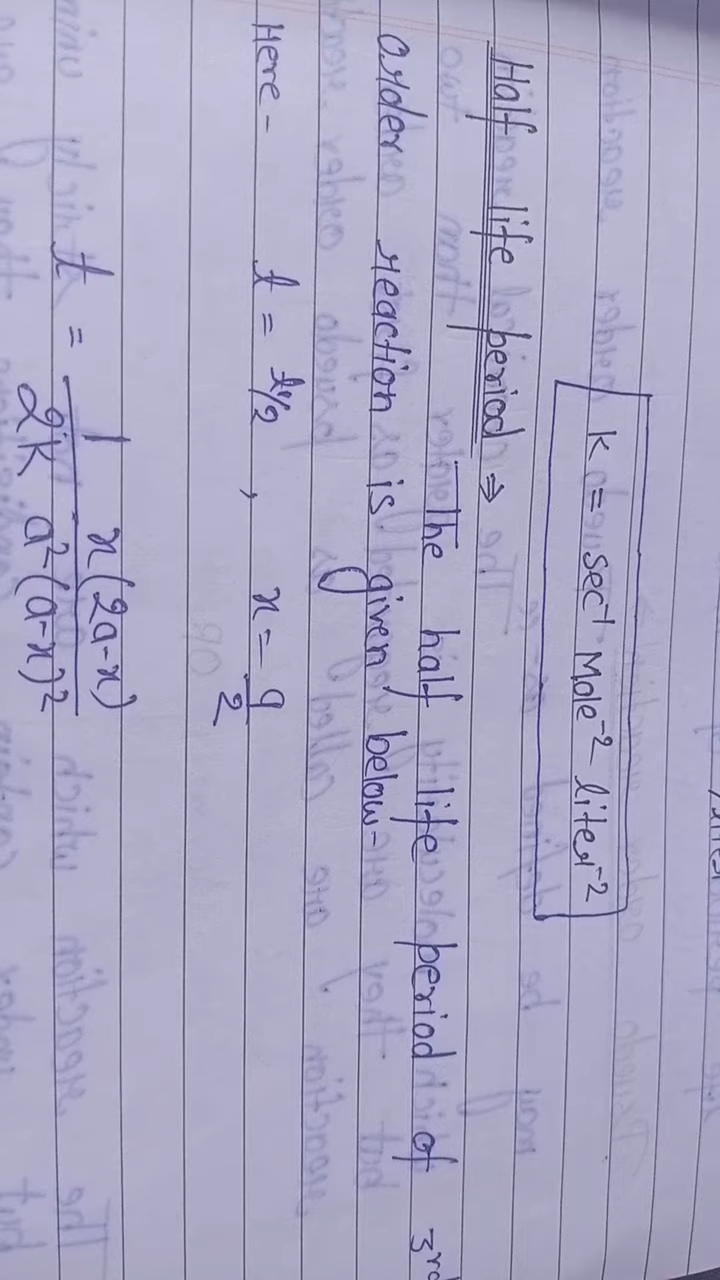 k = sec⁻¹ Mole⁻² liter⁻²
Half life period ⇒
The half life period of 3rd
order reaction is given below-
Here - t = t1/2 , x = a/2
t = 1/2k x(2a-x)/a²(a-x)²